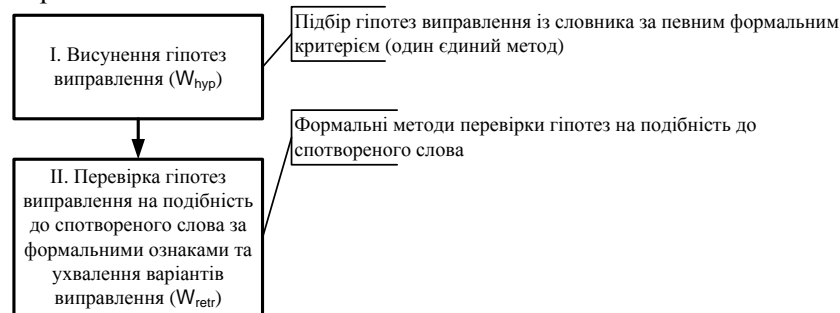 І. Висунення гіпотез
виправлення (Whyp)
Підбір гіпотез виправлення із словника за певним формальним
критерієм (один єдиний метод)
Формальні методи перевірки гіпотез на подібність до
спотвореного слова
ІІ. Перевірка гіпотез
виправлення на подібність
до спотвореного слова за
формальними ознаками та
ухвалення варіантів
виправлення (Wretr)